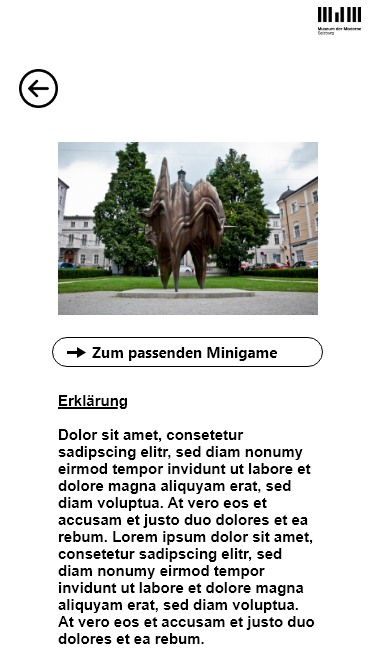 Museum der Moderne
Salzburg
Zum passenden Minigame
Erklärung
Dolor sit amet, consetetur
sadipscing elitr, sed diam nonumy
eirmod tempor invidunt ut labore et
dolore magna aliquyam erat, sed
diam voluptua. At vero eos et
accusam et justo duo dolores et ea
rebum. Lorem ipsum dolor sit amet,
consetetur sadipscing elitr, sed
diam nonumy eirmod tempor
invidunt ut labore et dolore magna
aliquyam erat, sed diam voluptua.
At vero eos et accusam et justo duo
dolores et ea rebum.